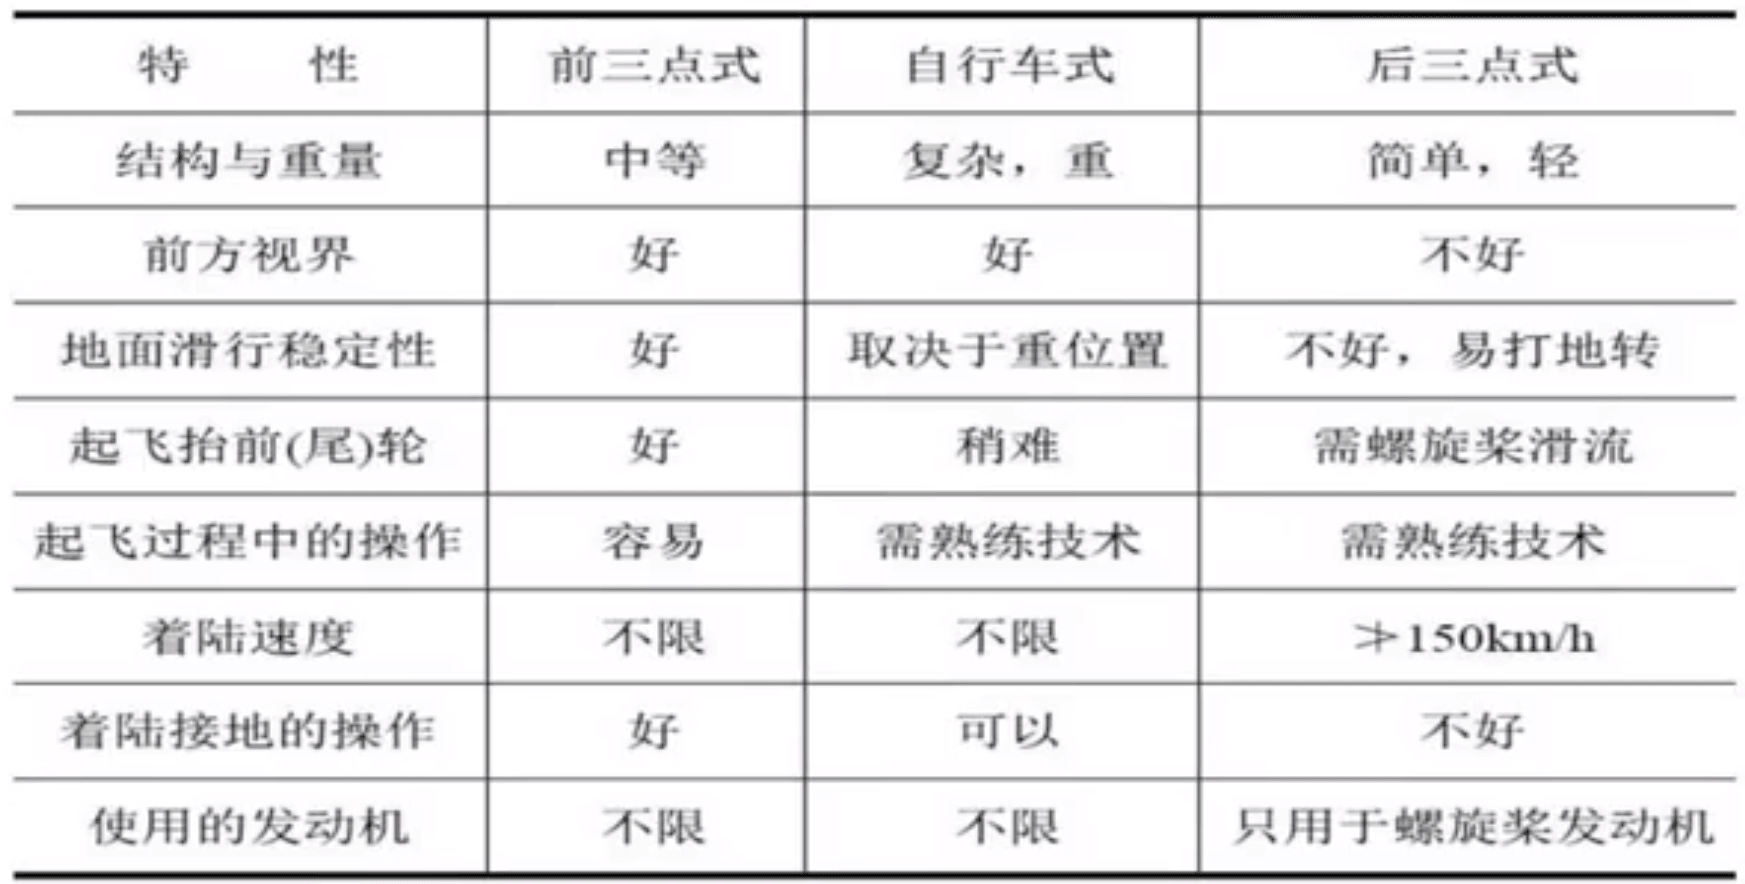 特 性 前三点式 自行车式 后三点式
结构与重量 中等 复杂，重 简单，轻
前方视界 好 好 不好
地面滑行稳定性 好 取决于重位置 不好，易打地转
起飞抬前(尾)轮 好 稍难 需螺旋桨滑流
起飞过程中的操作 容易 需熟练技术 需熟练技术
着陆速度 不限 不限 ≯150km/h
着陆接地的操作 好 可以 不好
使用的发动机 不限 不限 只用于螺旋桨发动机